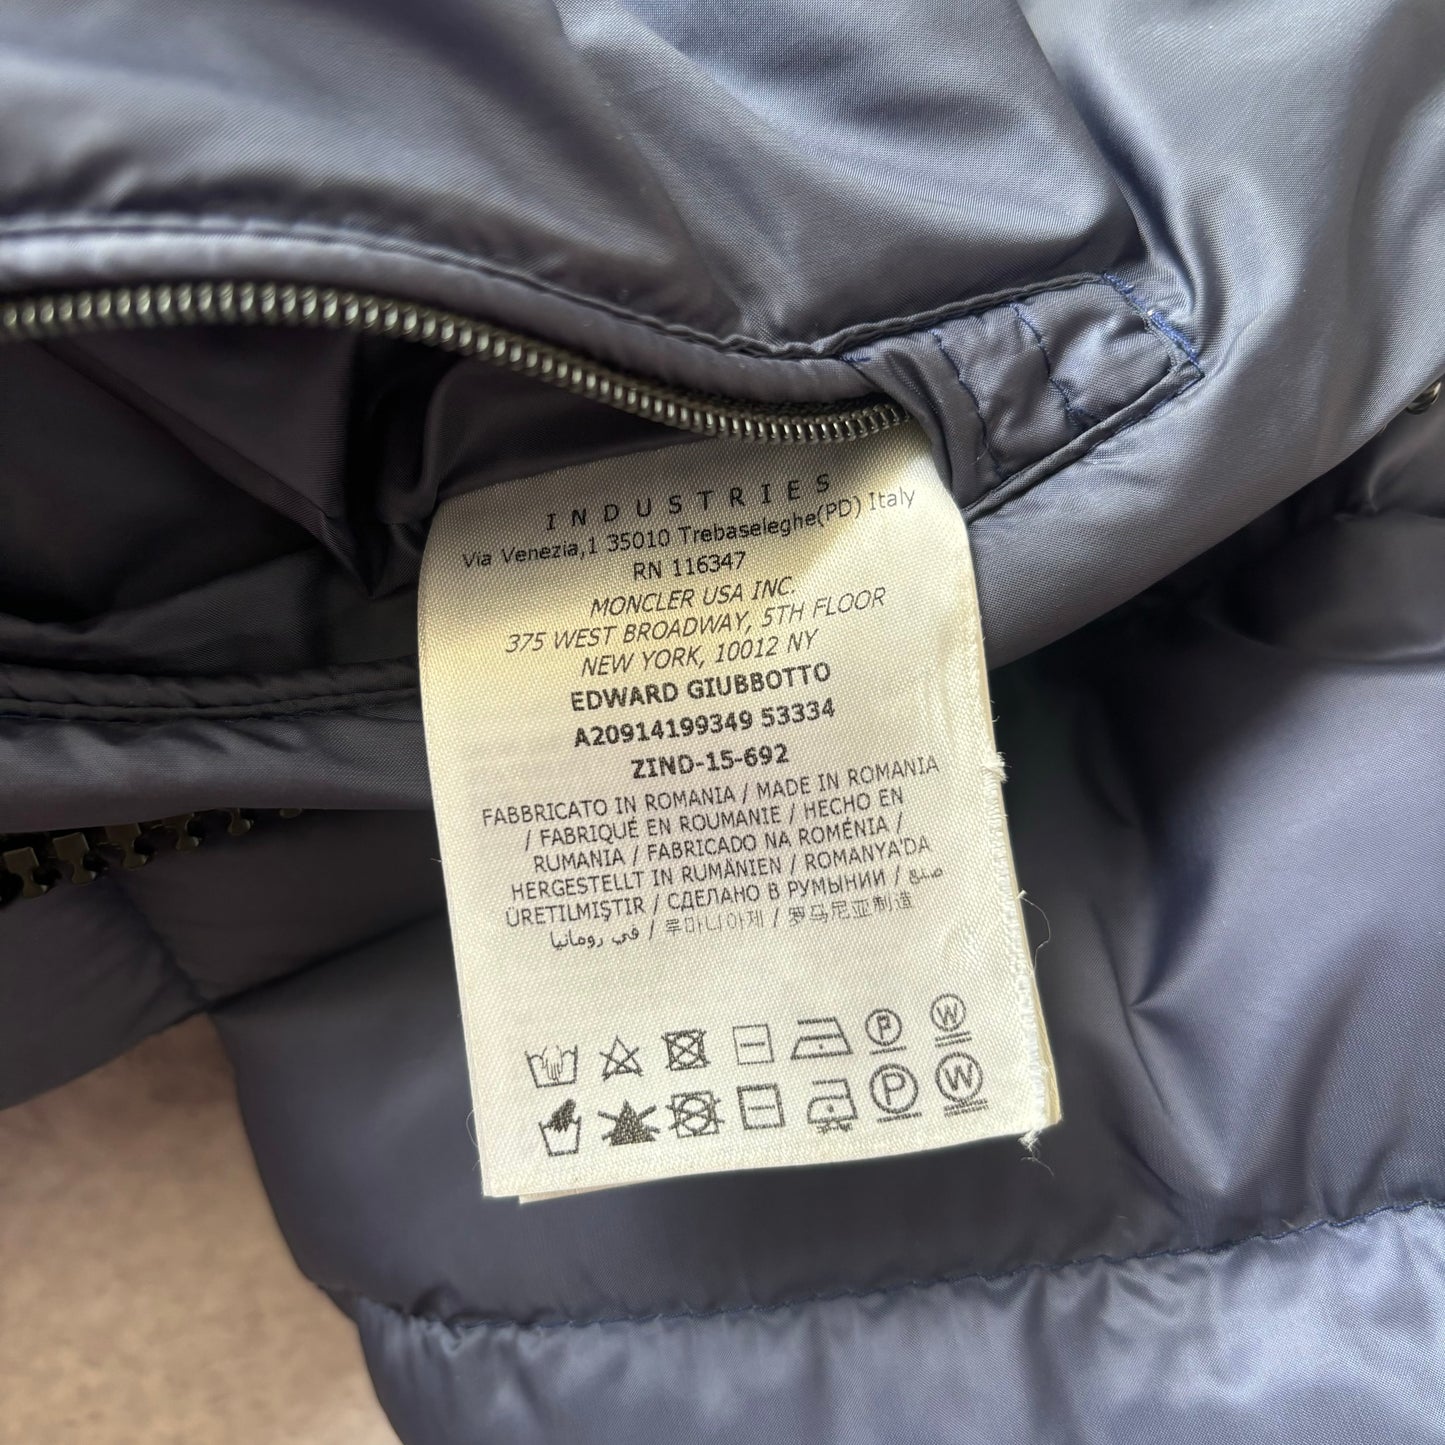 INDUSTRIES
Via Venezia,1 35010 Trebaseleghe(PD) Italy
RN 116347
MONCLER USA INC.
375 WEST BROADWAY, 5TH FLOOR
NEW YORK, 10012 NY
EDWARD GIUBBOTTO
A20914199349 53334
ZIND-15-692
FABBRICATO IN ROMANIA / MADE IN ROMANIA
/ FABRIQUÉ EN ROUMANIE / HECHO EN
RUMANIA / FABRICADO NA ROMÉNIA /
HERGESTELLT IN RUMÄNIEN / ROMANYA'DA
ÜRETILMIŞTIR / СДЕЛАНО В РУМЫНИИ / صنع
في رومانيا / 루마니아제 / 罗马尼亚制造
P W
P W